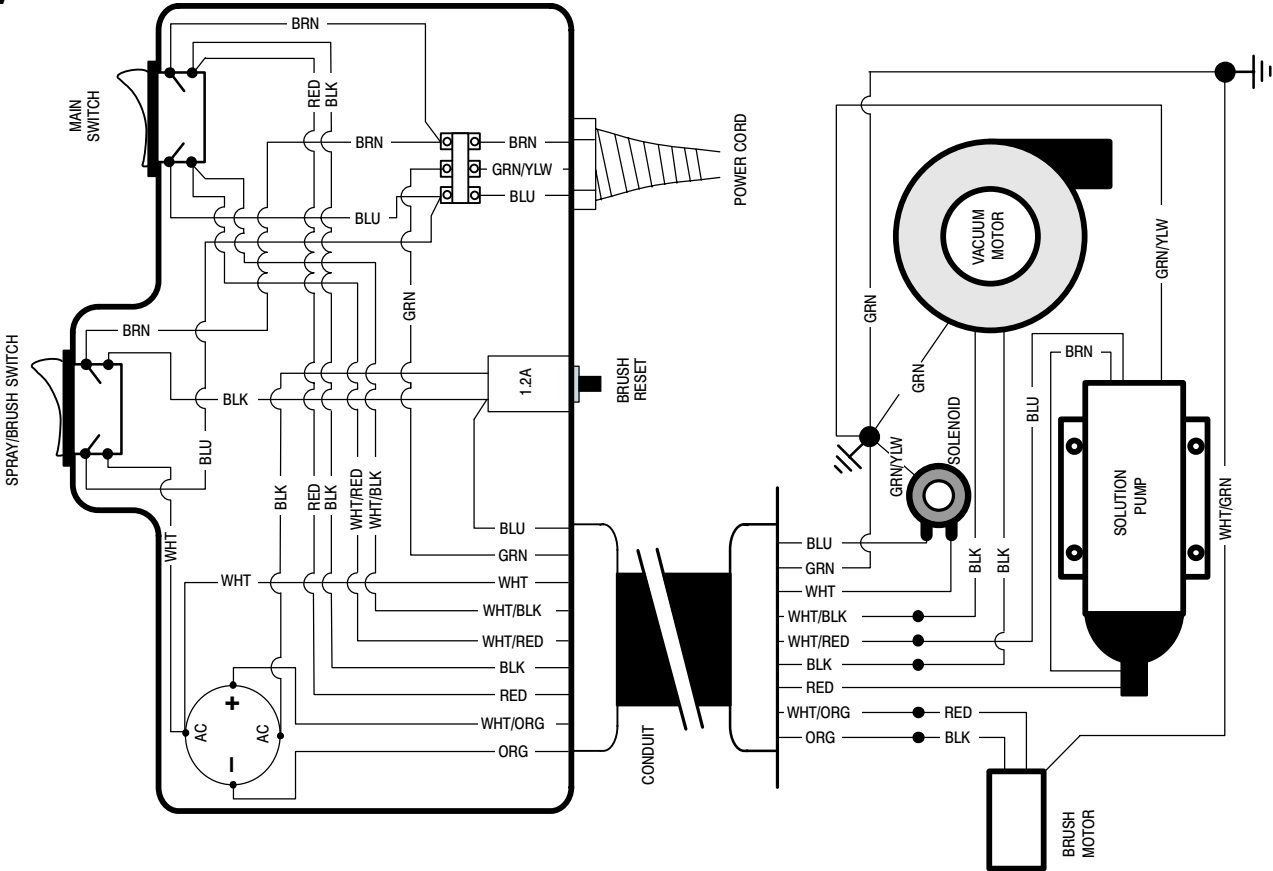 BRN
MAIN
SWITCH
RED
BLK
BRN
BRN
GRN/YLW
BLU
BLU
POWER CORD
SPRAY/BRUSH SWITCH
BRN
GRN
BLK
BLU
1.2A
BRUSH
RESET
BLK
RED
BLK
WHT/RED
WHT/BLK
WHT
WHT
BLU
GRN
WHT
WHT/BLK
WHT/RED
BLK
RED
WHT/ORG
ORG
AC
+
AC
–
CONDUIT
VACUUM
MOTOR
GRN/YLW
GRN
GRN
BRN
BLU
SOLENOID
GRN/YLW
BLK
BLK
SOLUTION
PUMP
WHT/GRN
BLU
GRN
WHT
WHT/BLK
WHT/RED
BLK
RED
WHT/ORG
RED
ORG
BLK
BRUSH
MOTOR